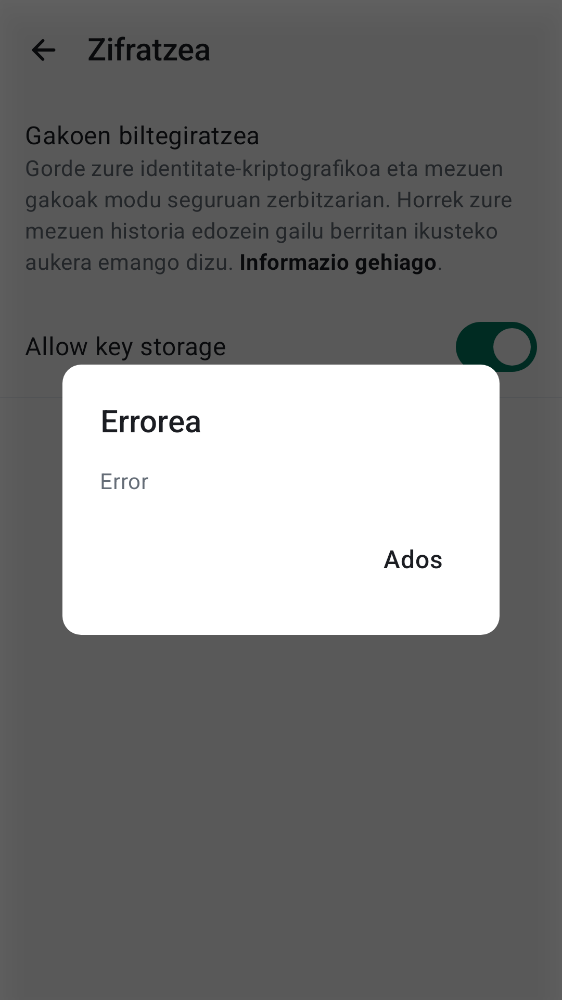 Zifratzea
Gakoen biltegiratzea
Gorde zure identitate-kriptografikoa eta mezuen
gakoak modu seguruan zerbitzarian. Horrek zure
mezuen historia edozein gailu berritan ikusteko
aukera emango dizu. Informazio gehiago.
Allow key storage
Errorea
Error
Ados